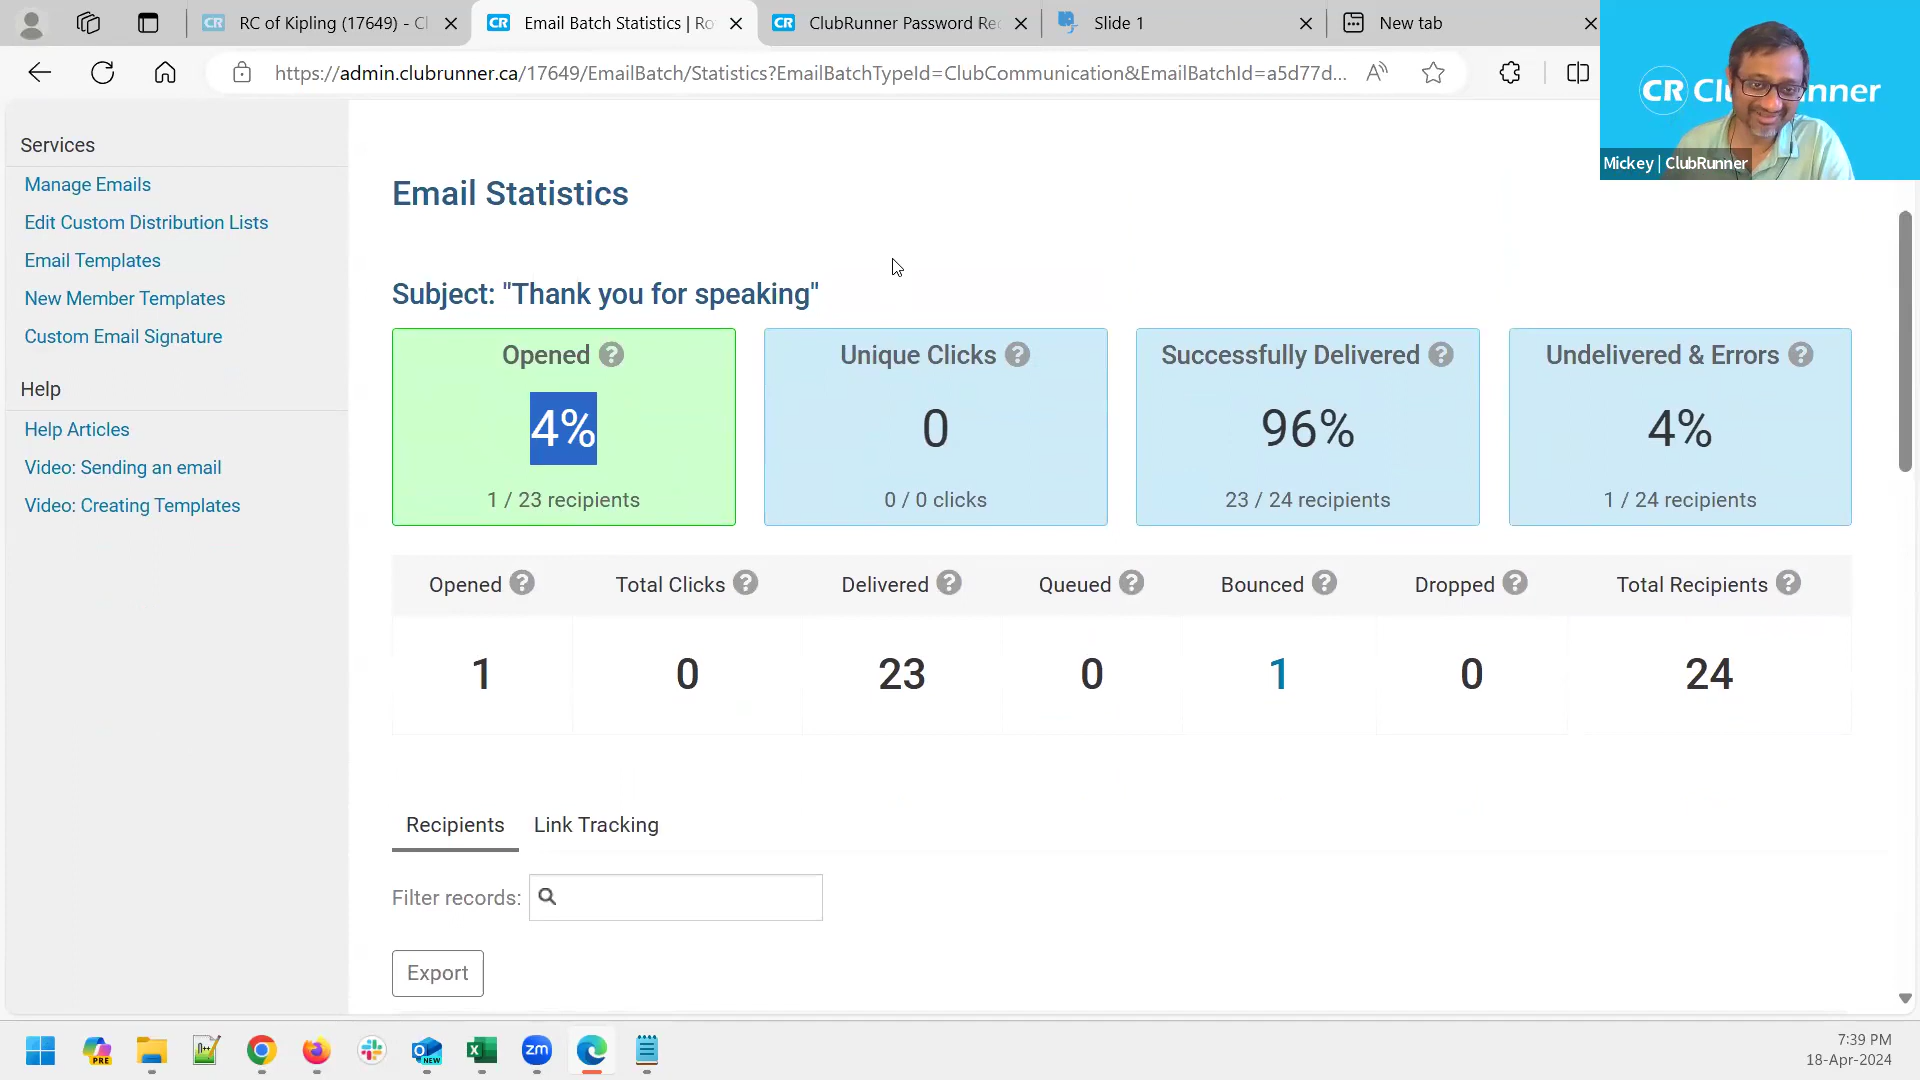 RC of Kipling (17649) - Cl
Email Batch Statistics | Ro
ClubRunner Password Re
Slide 1
New tab
https://admin.clubrunner.ca/17649/EmailBatch/Statistics?EmailBatchTypeId=ClubCommunication&EmailBatchId=a5d77d...
CR Cl nner
Mickey | ClubRunner
Services
Manage Emails
Edit Custom Distribution Lists
Email Templates
New Member Templates
Custom Email Signature
Help
Help Articles
Video: Sending an email
Video: Creating Templates
Email Statistics
Subject: "Thank you for speaking"
Opened ?
4%
1 / 23 recipients
Unique Clicks ?
0
0 / 0 clicks
Successfully Delivered ?
96%
23 / 24 recipients
Undelivered & Errors ?
4%
1 / 24 recipients
Opened ? Total Clicks ? Delivered ? Queued ? Bounced ? Dropped ? Total Recipients ?
1 0 23 0 1 0 24
Recipients Link Tracking
Filter records:
Export
7:39 PM
18-Apr-2024